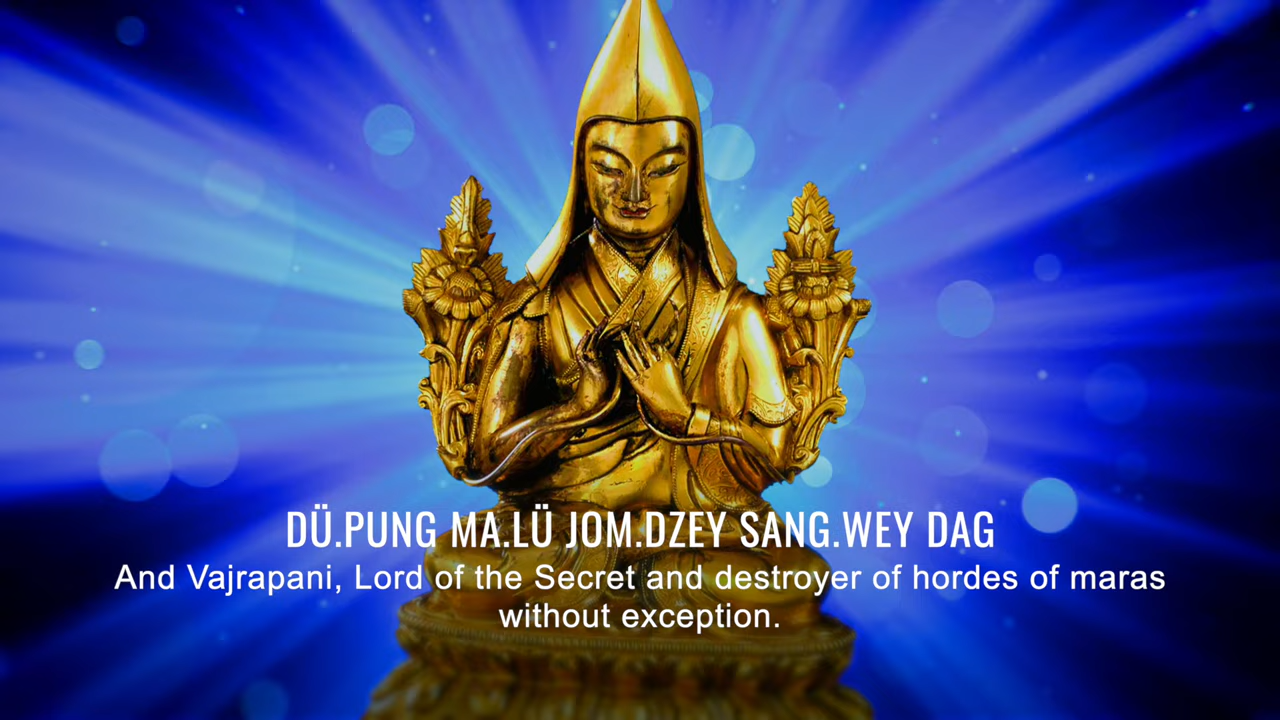 DÜ.PUNG MA.LÜ JOM.DZEY SANG.WEY DAG
And Vajrapani, Lord of the Secret and destroyer of hordes of maras
without exception.